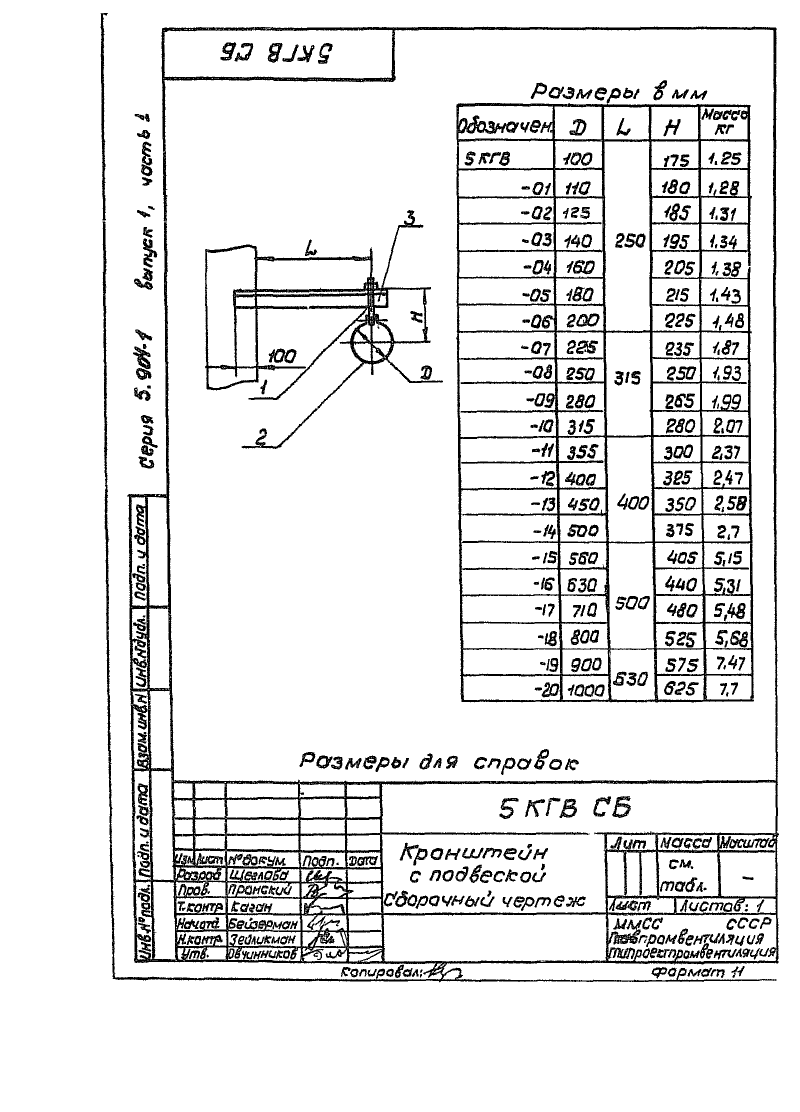 5КГВ СБ
Серия 5.904-1 выпуск 1, часть 1
Размеры в мм
Обозначен. D L H Масса кг
5КГВ 100 250 175 1.25
-01 110 180 1,28
-02 125 185 1.31
-03 140 195 1.34
-04 160 205 1.38
-05 180 215 1.43
-06 200 225 1,48
-07 225 315 235 1,87
-08 250 250 1,93
-09 280 265 1,99
-10 315 280 2,07
-11 355 400 300 2,37
-12 400 325 2,47
-13 450 350 2,58
-14 500 375 2,7
-15 560 500 405 5,15
-16 630 440 5,31
-17 710 480 5,48
-18 800 525 5,68
-19 900 630 575 7.47
-20 1000 625 7,7
L
3
H
100
D
1
2
Размеры для справок
Подп. и дата
Инв.№дубл.
Взам.инв.№
Подп. и дата
Инв.№подл.
5КГВ СБ
Изм Лист №докум. Подп. Дата
Разраб Щеглова
Пров. Пронский
Т.контр Каган
Начотд Бейзерман
Н.контр Зейликман
Утв. Овчинников
Кронштейн
с подвеской
Сборочный чертеж
Лит Масса Масштаб
см.
табл. —
Лист Листов: 1
ММСС СССР
Главпромвентиляция
ГПИПроектпромвентиляция
Копировал:
Формат 11